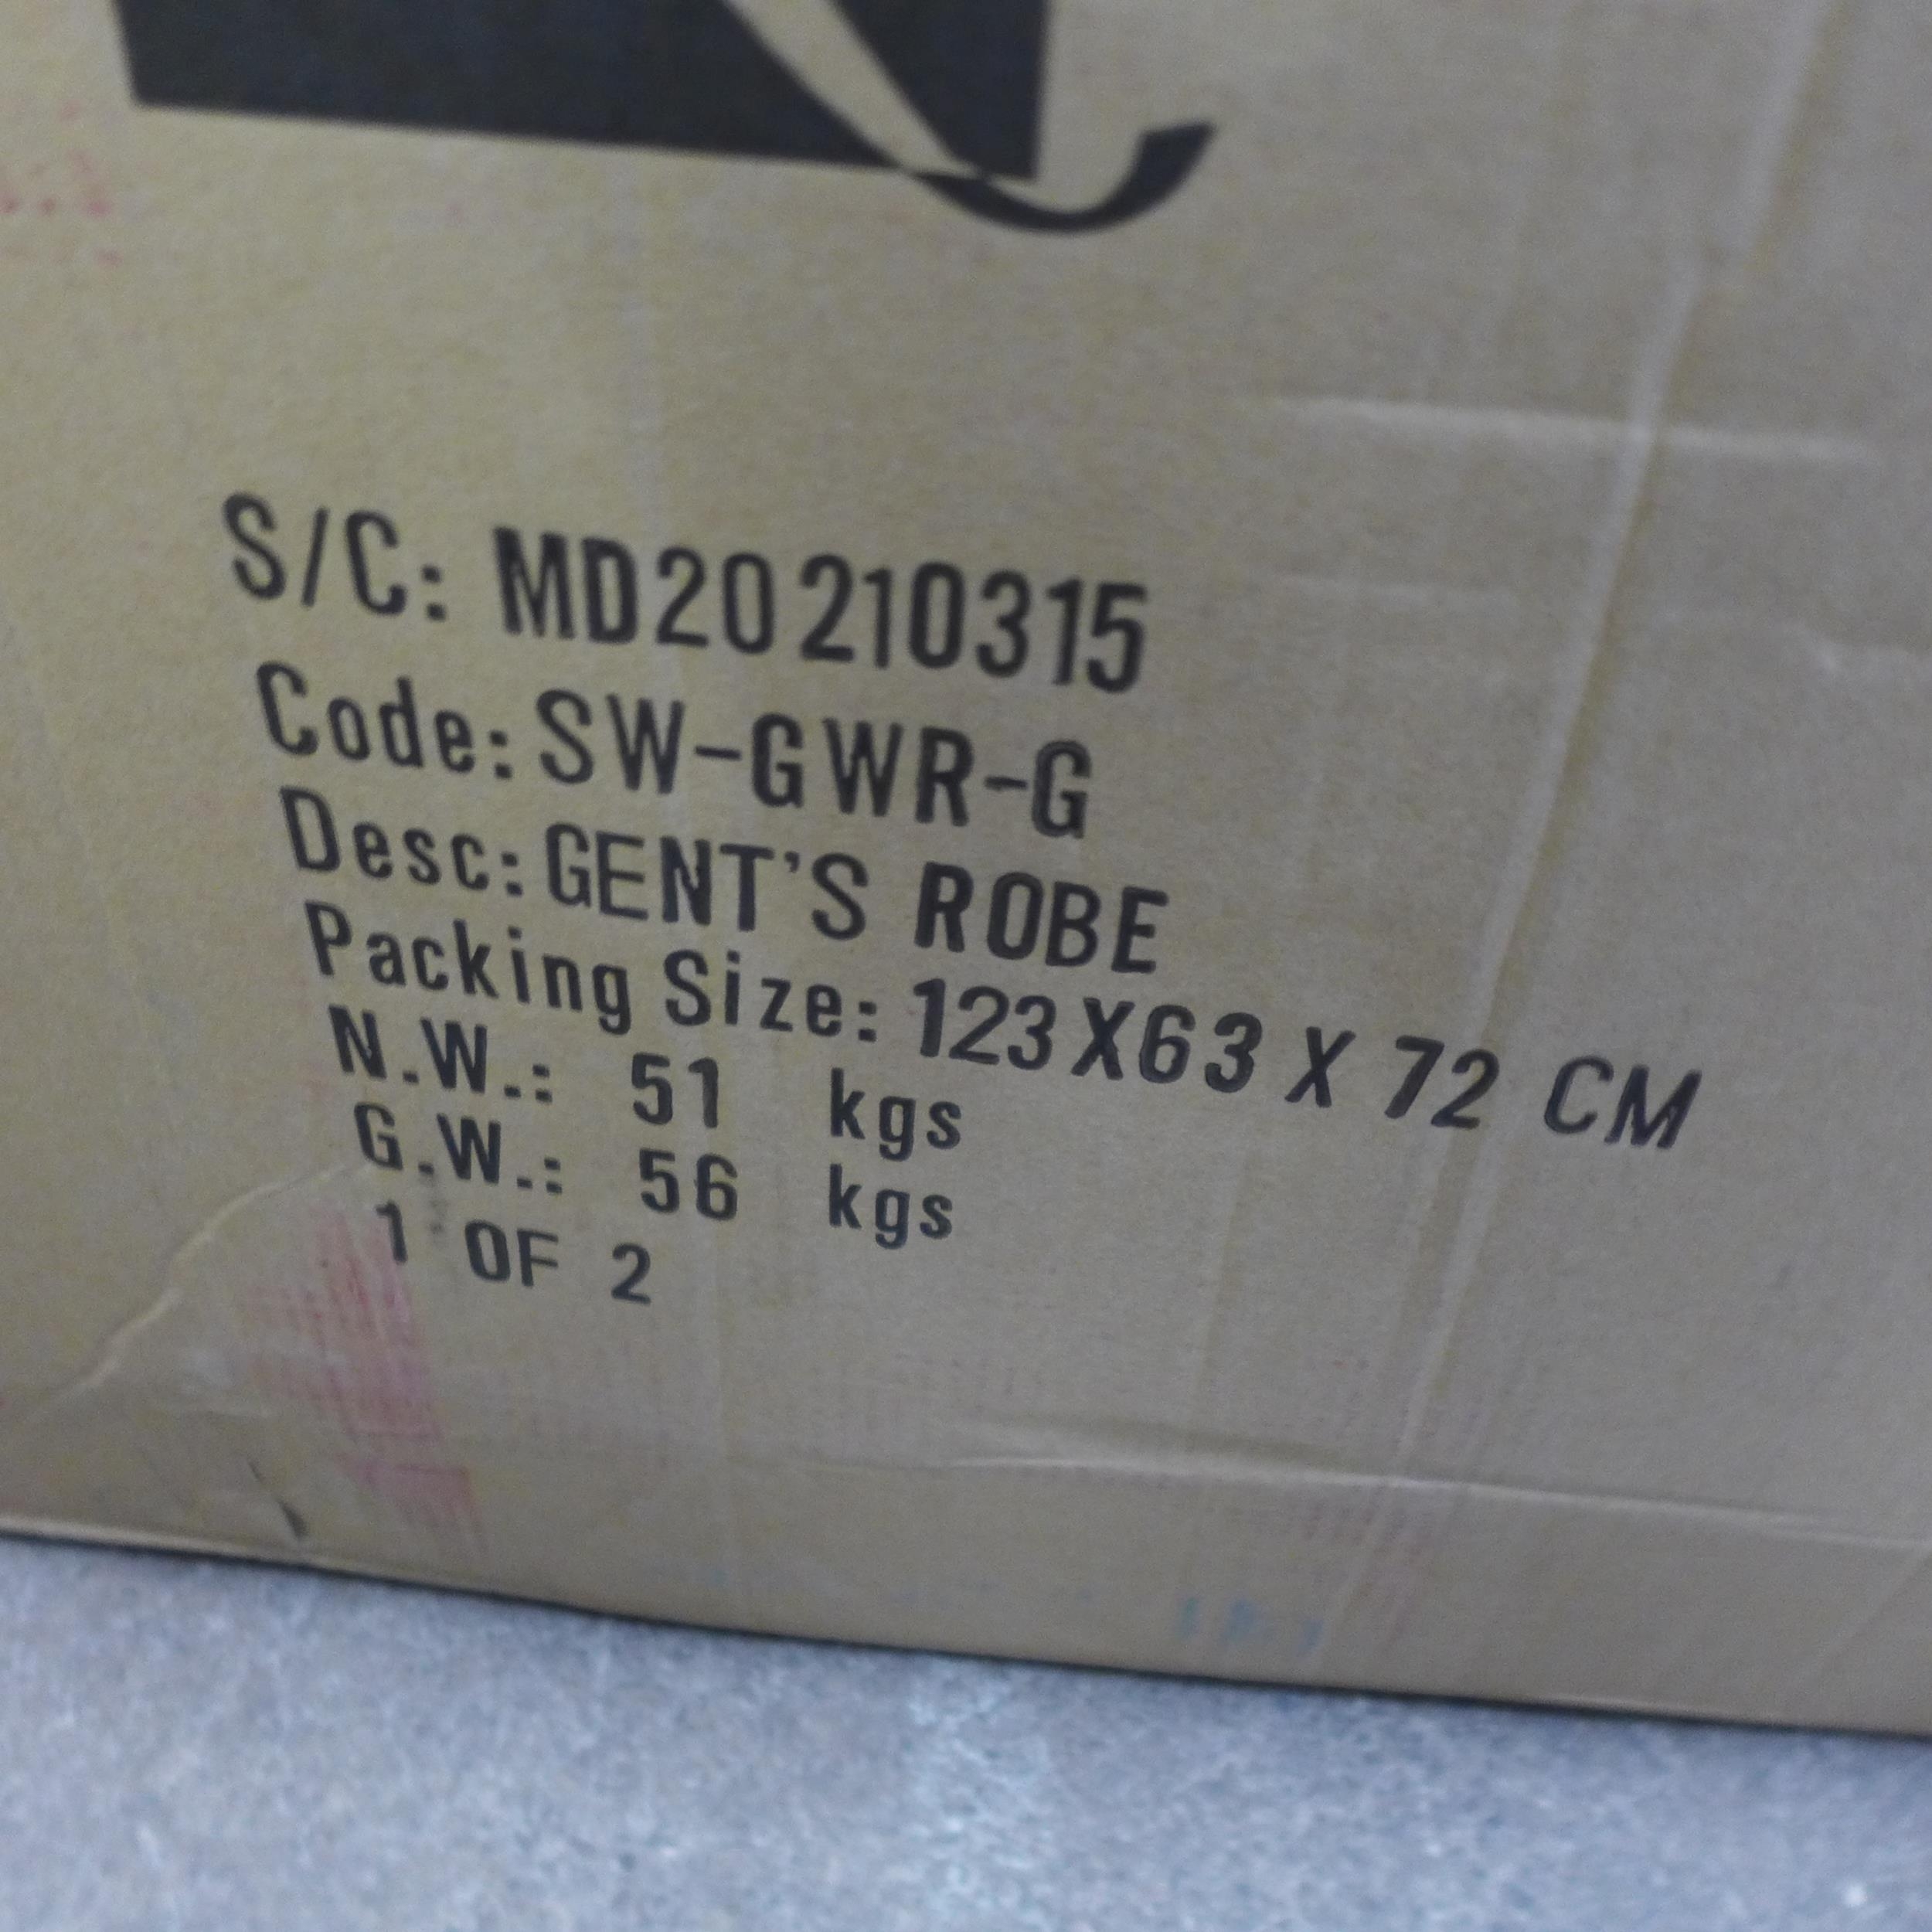 S/C: MD20210315
Code: SW-GWR-G
Desc: GENT'S ROBE
Packing Size: 123X63 X 72 CM
N.W.: 51 kgs
G.W.: 56 kgs
1 OF 2